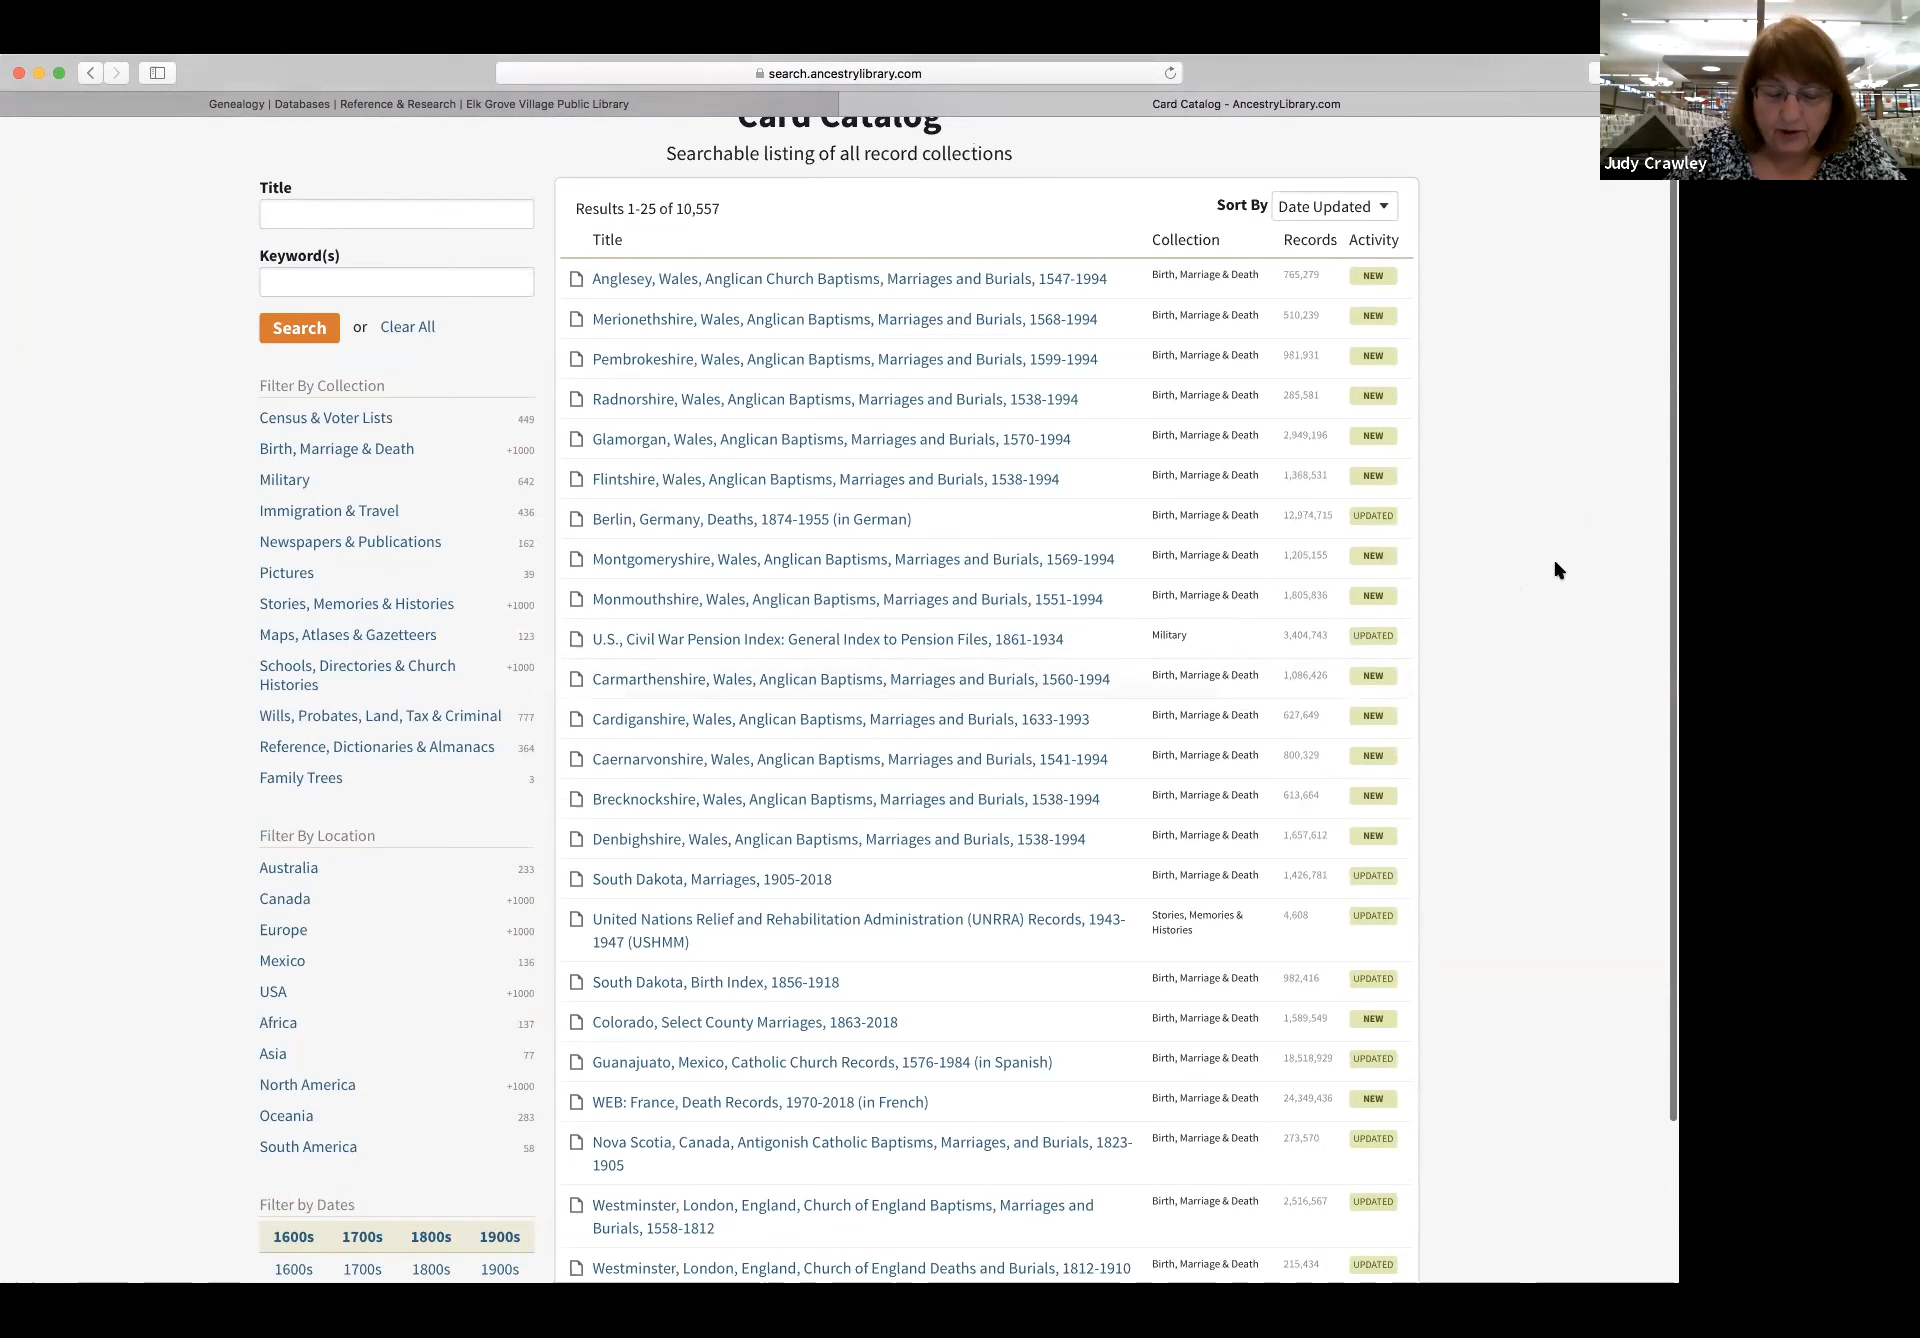 search.ancestrylibrary.com
Genealogy | Databases | Reference & Research | Elk Grove Village Public Library
Card Catalog - AncestryLibrary.com
Judy Crawley
Card Catalog
Searchable listing of all record collections
Title
Keyword(s)
Search or Clear All
Filter By Collection
Census & Voter Lists 449
Birth, Marriage & Death +1000
Military 642
Immigration & Travel 436
Newspapers & Publications 162
Pictures 39
Stories, Memories & Histories +1000
Maps, Atlases & Gazetteers 123
Schools, Directories & Church +1000
Histories
Wills, Probates, Land, Tax & Criminal 777
Reference, Dictionaries & Almanacs 364
Family Trees 3
Filter By Location
Australia 233
Canada +1000
Europe +1000
Mexico 136
USA +1000
Africa 137
Asia 77
North America +1000
Oceania 283
South America 58
Filter by Dates
1600s 1700s 1800s 1900s
1600s 1700s 1800s 1900s
Results 1-25 of 10,557
Sort By Date Updated
Title Collection Records Activity
Anglesey, Wales, Anglican Church Baptisms, Marriages and Burials, 1547-1994 Birth, Marriage & Death 765,279 NEW
Merionethshire, Wales, Anglican Baptisms, Marriages and Burials, 1568-1994 Birth, Marriage & Death 510,239 NEW
Pembrokeshire, Wales, Anglican Baptisms, Marriages and Burials, 1599-1994 Birth, Marriage & Death 981,931 NEW
Radnorshire, Wales, Anglican Baptisms, Marriages and Burials, 1538-1994 Birth, Marriage & Death 285,581 NEW
Glamorgan, Wales, Anglican Baptisms, Marriages and Burials, 1570-1994 Birth, Marriage & Death 2,949,196 NEW
Flintshire, Wales, Anglican Baptisms, Marriages and Burials, 1538-1994 Birth, Marriage & Death 1,368,531 NEW
Berlin, Germany, Deaths, 1874-1955 (in German) Birth, Marriage & Death 12,974,715 UPDATED
Montgomeryshire, Wales, Anglican Baptisms, Marriages and Burials, 1569-1994 Birth, Marriage & Death 1,205,155 NEW
Monmouthshire, Wales, Anglican Baptisms, Marriages and Burials, 1551-1994 Birth, Marriage & Death 1,805,836 NEW
U.S., Civil War Pension Index: General Index to Pension Files, 1861-1934 Military 3,404,743 UPDATED
Carmarthenshire, Wales, Anglican Baptisms, Marriages and Burials, 1560-1994 Birth, Marriage & Death 1,086,426 NEW
Cardiganshire, Wales, Anglican Baptisms, Marriages and Burials, 1633-1993 Birth, Marriage & Death 627,649 NEW
Caernarvonshire, Wales, Anglican Baptisms, Marriages and Burials, 1541-1994 Birth, Marriage & Death 800,329 NEW
Brecknockshire, Wales, Anglican Baptisms, Marriages and Burials, 1538-1994 Birth, Marriage & Death 613,664 NEW
Denbighshire, Wales, Anglican Baptisms, Marriages and Burials, 1538-1994 Birth, Marriage & Death 1,657,612 NEW
South Dakota, Marriages, 1905-2018 Birth, Marriage & Death 1,426,781 UPDATED
United Nations Relief and Rehabilitation Administration (UNRRA) Records, 1943- Stories, Memories & 4,608 UPDATED
1947 (USHMM) Histories
South Dakota, Birth Index, 1856-1918 Birth, Marriage & Death 982,416 UPDATED
Colorado, Select County Marriages, 1863-2018 Birth, Marriage & Death 1,589,549 NEW
Guanajuato, Mexico, Catholic Church Records, 1576-1984 (in Spanish) Birth, Marriage & Death 18,518,929 UPDATED
WEB: France, Death Records, 1970-2018 (in French) Birth, Marriage & Death 24,349,436 NEW
Nova Scotia, Canada, Antigonish Catholic Baptisms, Marriages, and Burials, 1823- Birth, Marriage & Death 273,570 UPDATED
1905
Westminster, London, England, Church of England Baptisms, Marriages and Birth, Marriage & Death 2,516,567 UPDATED
Burials, 1558-1812
Westminster, London, England, Church of England Deaths and Burials, 1812-1910 Birth, Marriage & Death 215,434 UPDATED